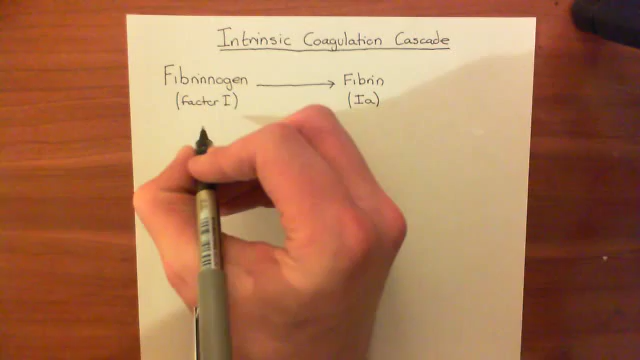 Intrinsic Coagulation Cascade
Fibrinnogen → Fibrin
(Factor I) (Ia)